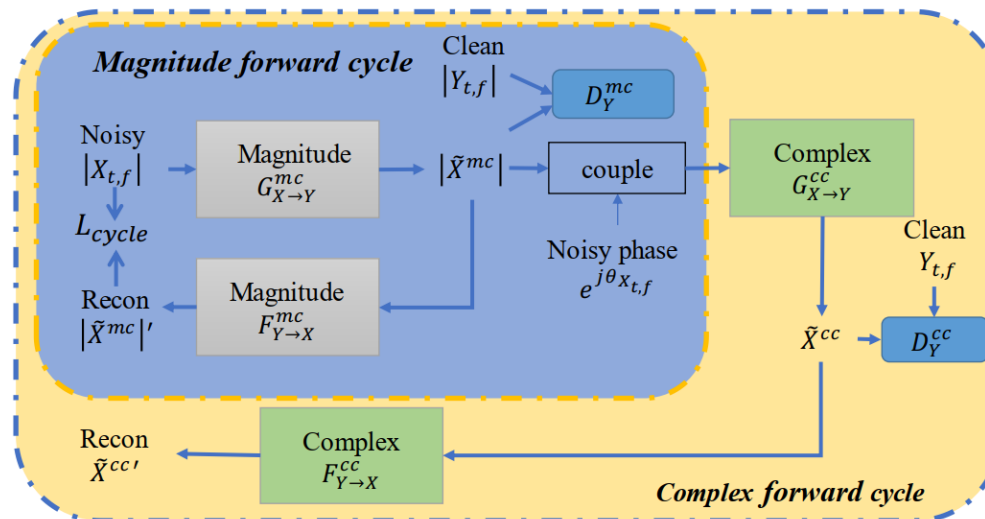 Magnitude forward cycle
Clean
|Y_{t,f}|
D_Y^{mc}
Noisy
|X_{t,f}|
Magnitude
G_{X→Y}^{mc}
|X̃^{mc}|
couple
Complex
G_{X→Y}^{cc}
L_{cycle}
Noisy phase
e^{jθ_{X_{t,f}}}
Clean
Y_{t,f}
Recon
|X̃^{mc}|′
Magnitude
F_{Y→X}^{mc}
X̃^{cc}
D_Y^{cc}
Recon
X̃^{cc}′
Complex
F_{Y→X}^{cc}
Complex forward cycle